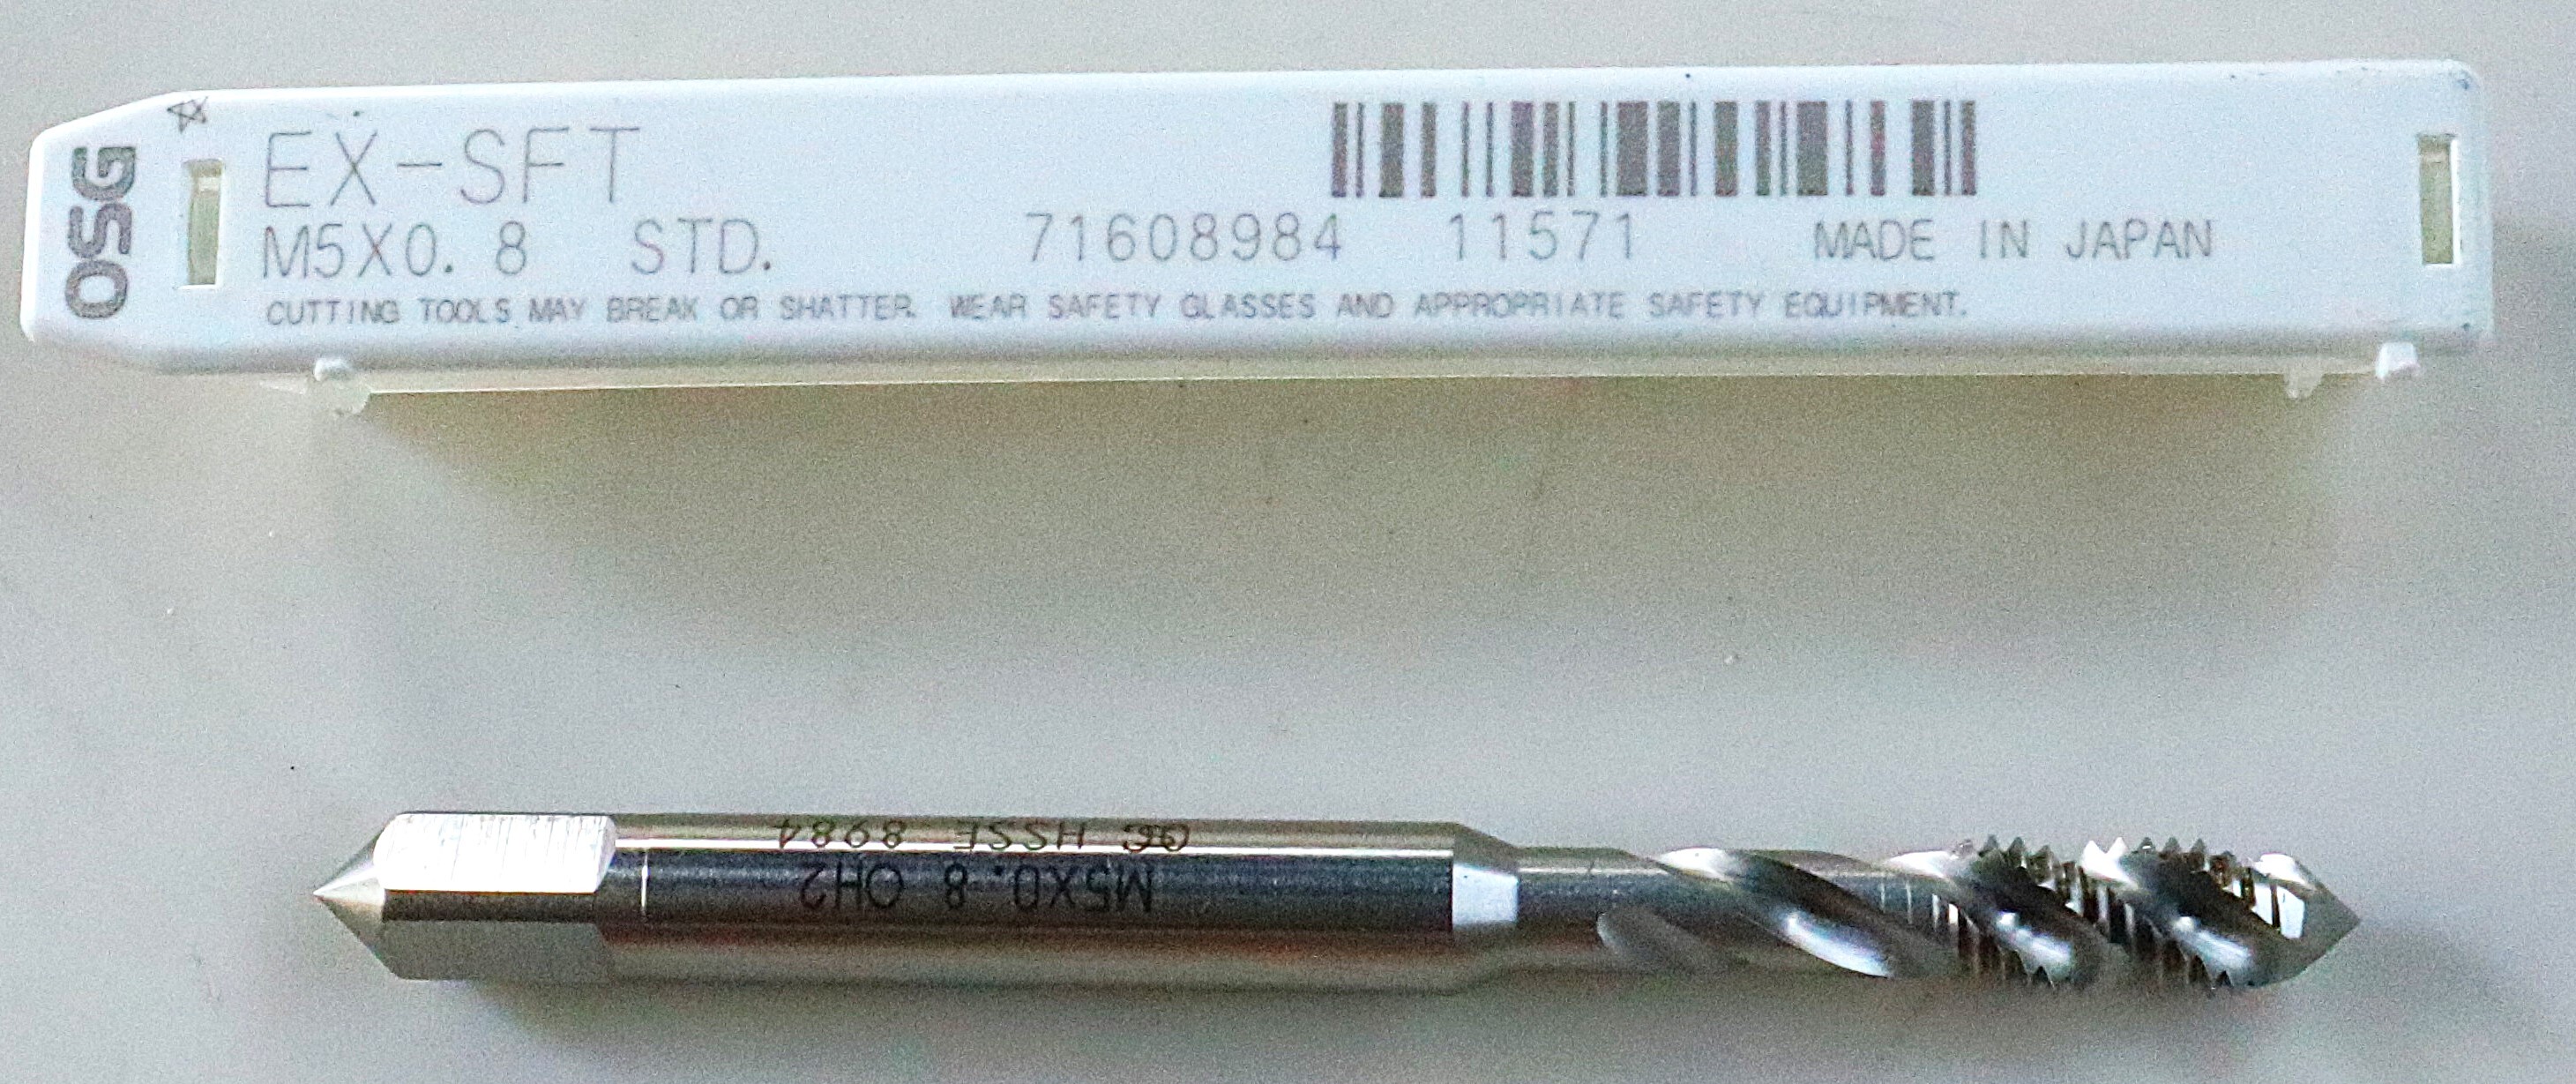 OSG
EX-SFT
M5X0.8 STD. 71608984 11571 MADE IN JAPAN
CUTTING TOOLS MAY BREAK OR SHATTER. WEAR SAFETY GLASSES AND APPROPRIATE SAFETY EQUIPMENT.
M5X0.8 OH2
HSSE 8984